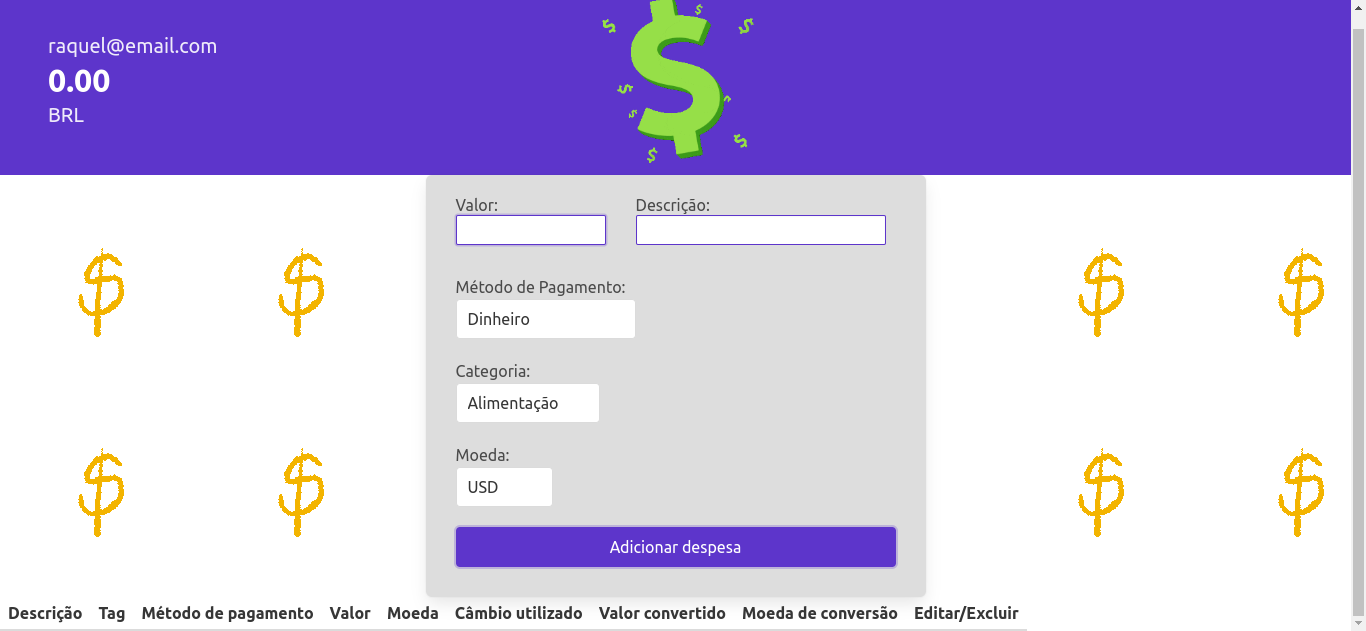 raquel@email.com
0.00
BRL
Valor: Descrição:
Método de Pagamento:
Dinheiro
Categoria:
Alimentação
Moeda:
USD
Adicionar despesa
Descrição Tag Método de pagamento Valor Moeda Câmbio utilizado Valor convertido Moeda de conversão Editar/Excluir